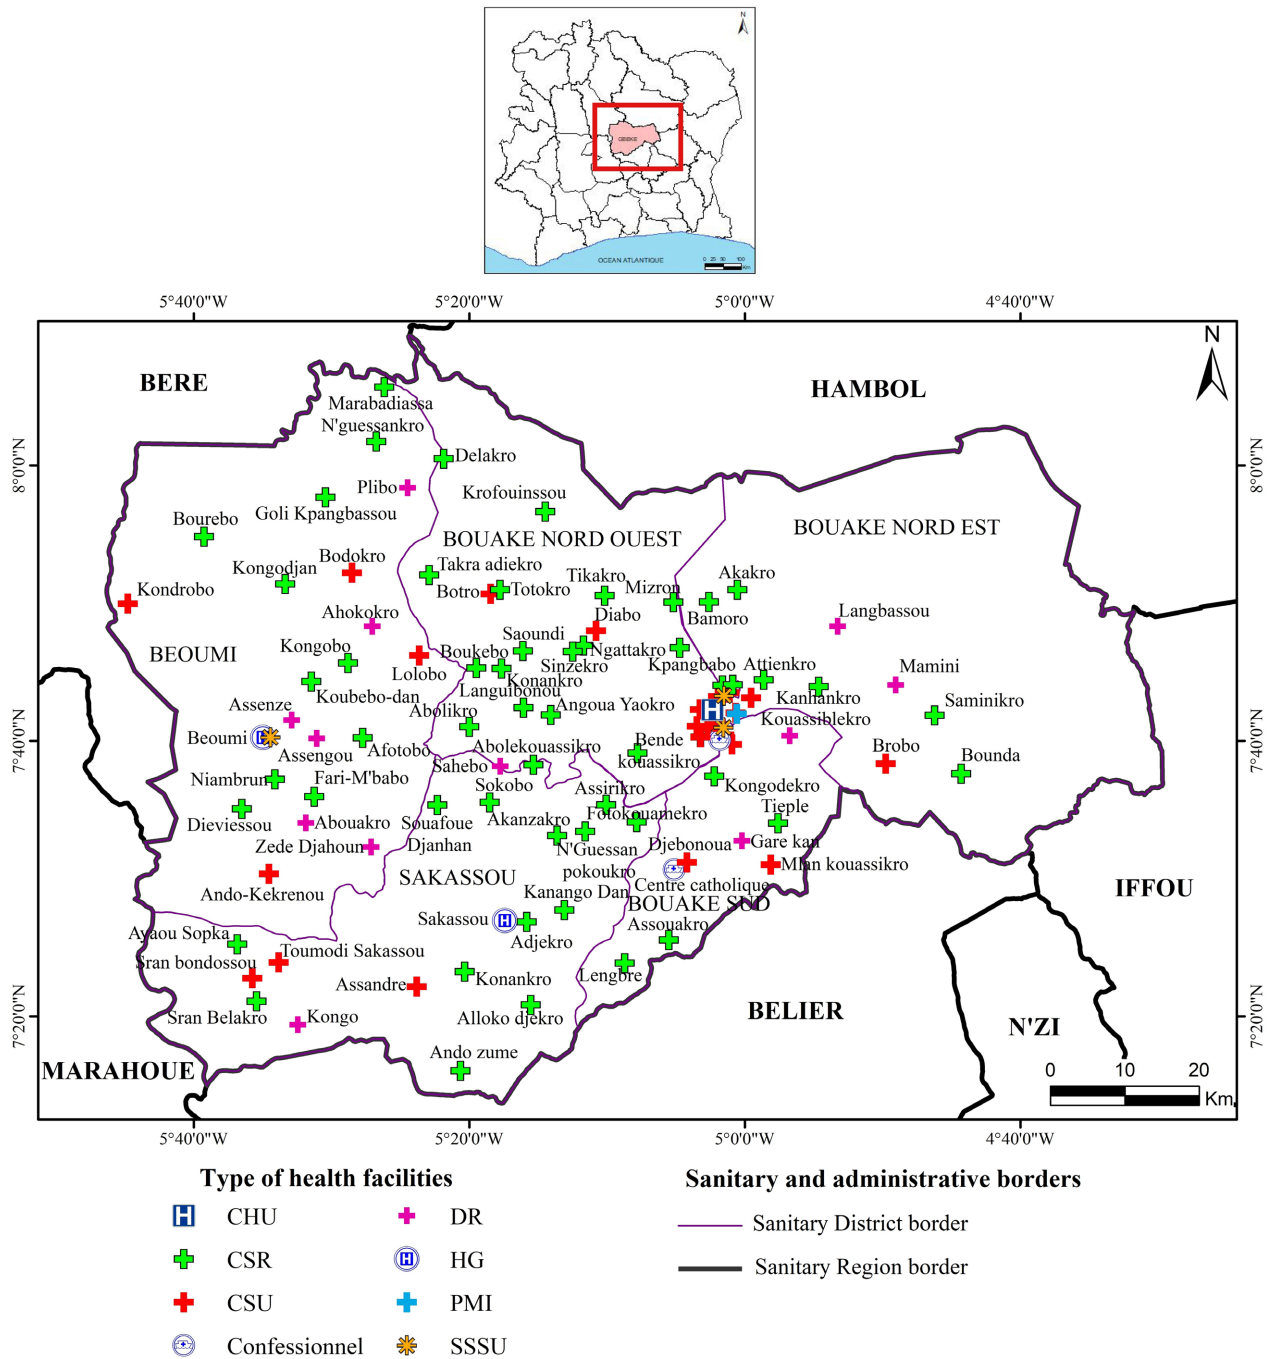 N
GBEKE
OCEAN ATLANTIQUE
0 25 50 100
Km
5°40'0"W
5°20'0"W
5°0'0"W
4°40'0"W
N
BERE
HAMBOL
Marabadiassa
N'guessankro
8°0'0"N
8°0'0"N
Delakro
Plibo
Krofouinssou
Goli Kpangbassou
Bourebo
BOUAKE NORD EST
BOUAKE NORD OUEST
Bodokro
Kongodjan
Takra adiekro
Tikakro
Akakro
Kondrobo
Botro
Totokro
Mizron
Ahokokro
Diabo
Bamoro
Langbassou
Kongobo
Saoundi
BEOUMI
Boukebo
Ngattakro
Sinzekro
Kpangbabo
Attienkro
Mamini
Lolobo
Konankro
Koubebo-dan
Languibonou
Kanhankro
Saminikro
Assenze
Abolikro
Angoua Yaokro
Kouassiblekro
Beoumi
7°40'0"N
7°40'0"N
Assengou
Afotobo
Abolekouassikro
Bende
kouassikro
Brobo
Bounda
Sahebo
Niambrun
Fari-M'babo
Sokobo
Assirikro
Kongodekro
Dieviessou
Abouakro
Souafoue
Djanhan
Akanzakro
Fotokouamekro
Tieple
Zede Djahoun
N'Guessan
pokoukro
Djebonoua
Gare kan
Mlan kouassikro
SAKASSOU
Ando-Kekrenou
Kanango Dan
Centre catholique
BOUAKE SUD
IFFOU
Sakassou
Assouakro
Ayaou Sopka
Adjekro
Toumodi Sakassou
Sran bondossou
Assandre
Konankro
Lengbre
7°20'0"N
7°20'0"N
Sran Belakro
Kongo
Alloko djekro
BELIER
N'ZI
Ando zume
MARAHOUE
0 10 20
Km
5°40'0"W
5°20'0"W
5°0'0"W
4°40'0"W
Type of health facilities
CHU
CSR
CSU
Confessionnel
DR
HG
PMI
SSSU
Sanitary and administrative borders
Sanitary District border
Sanitary Region border